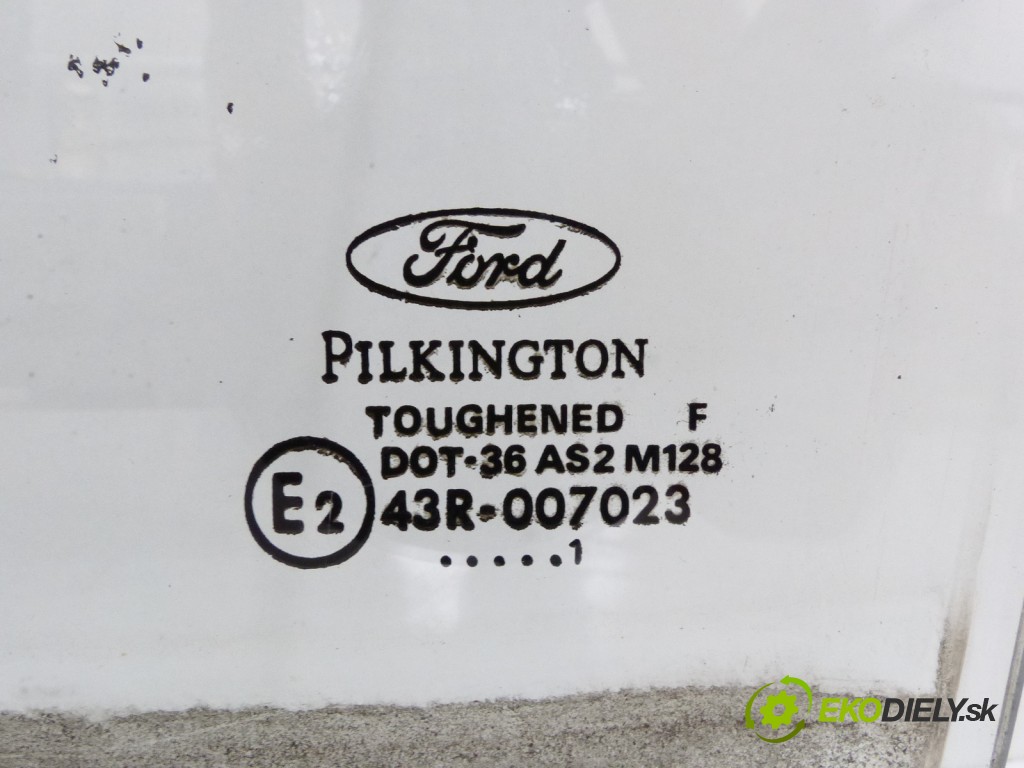 Ford
PILKINGTON
TOUGHENED F
DOT-36 AS2 M128
E2 43R-007023
.....1
EKODIELY.sk